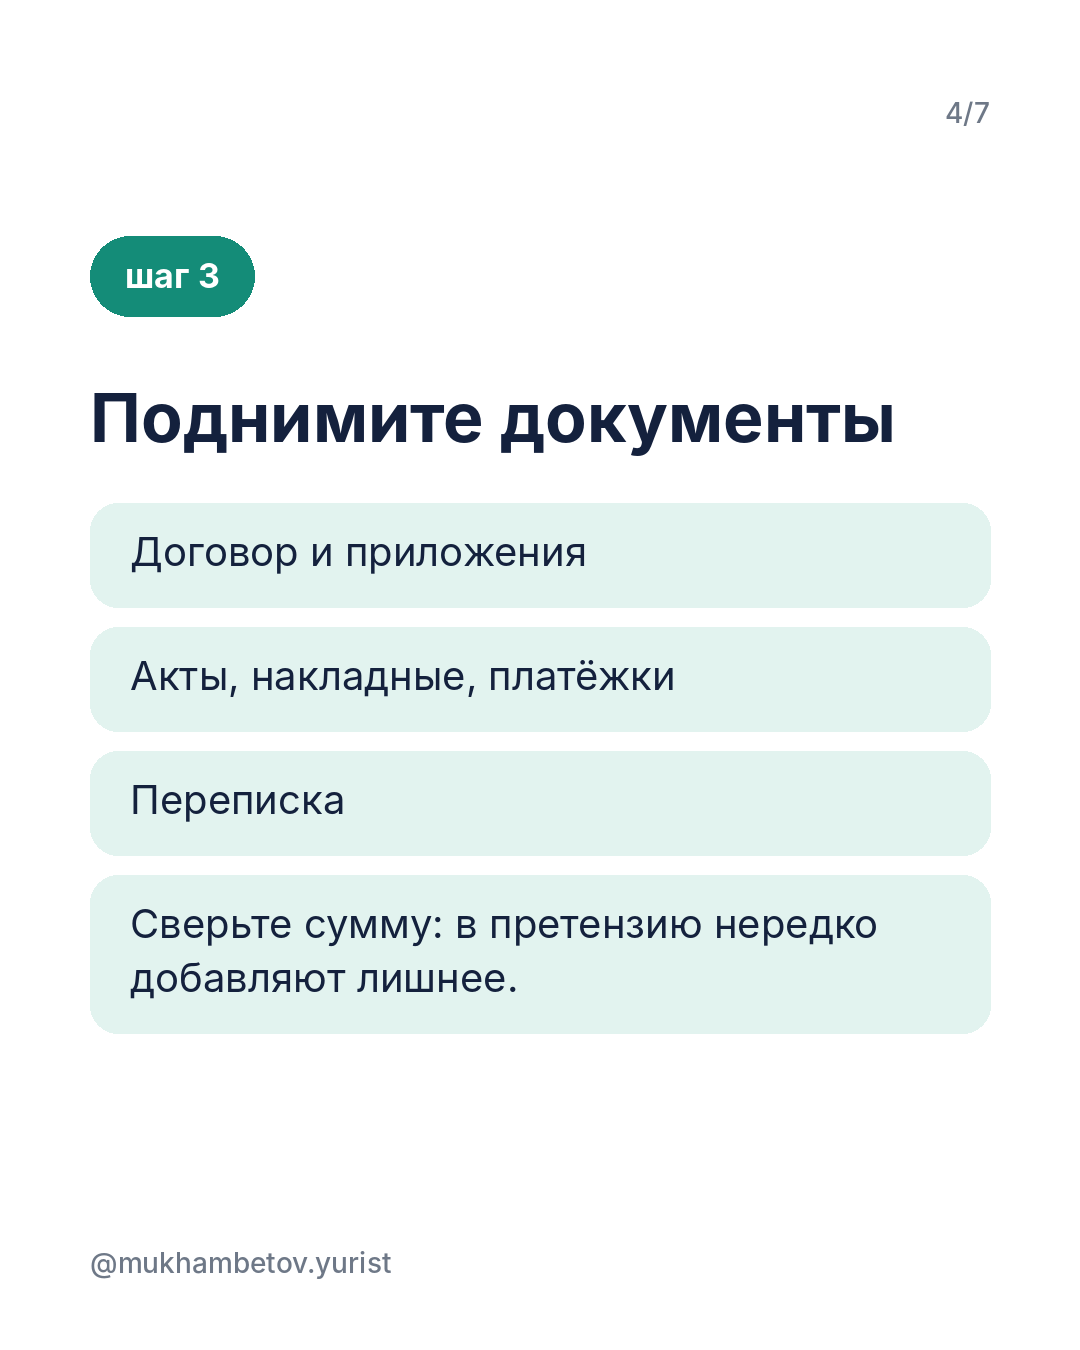 4/7
шаг 3
Поднимите документы
Договор и приложения
Акты, накладные, платёжки
Переписка
Сверьте сумму: в претензию нередко
добавляют лишнее.
@mukhambetov.yurist